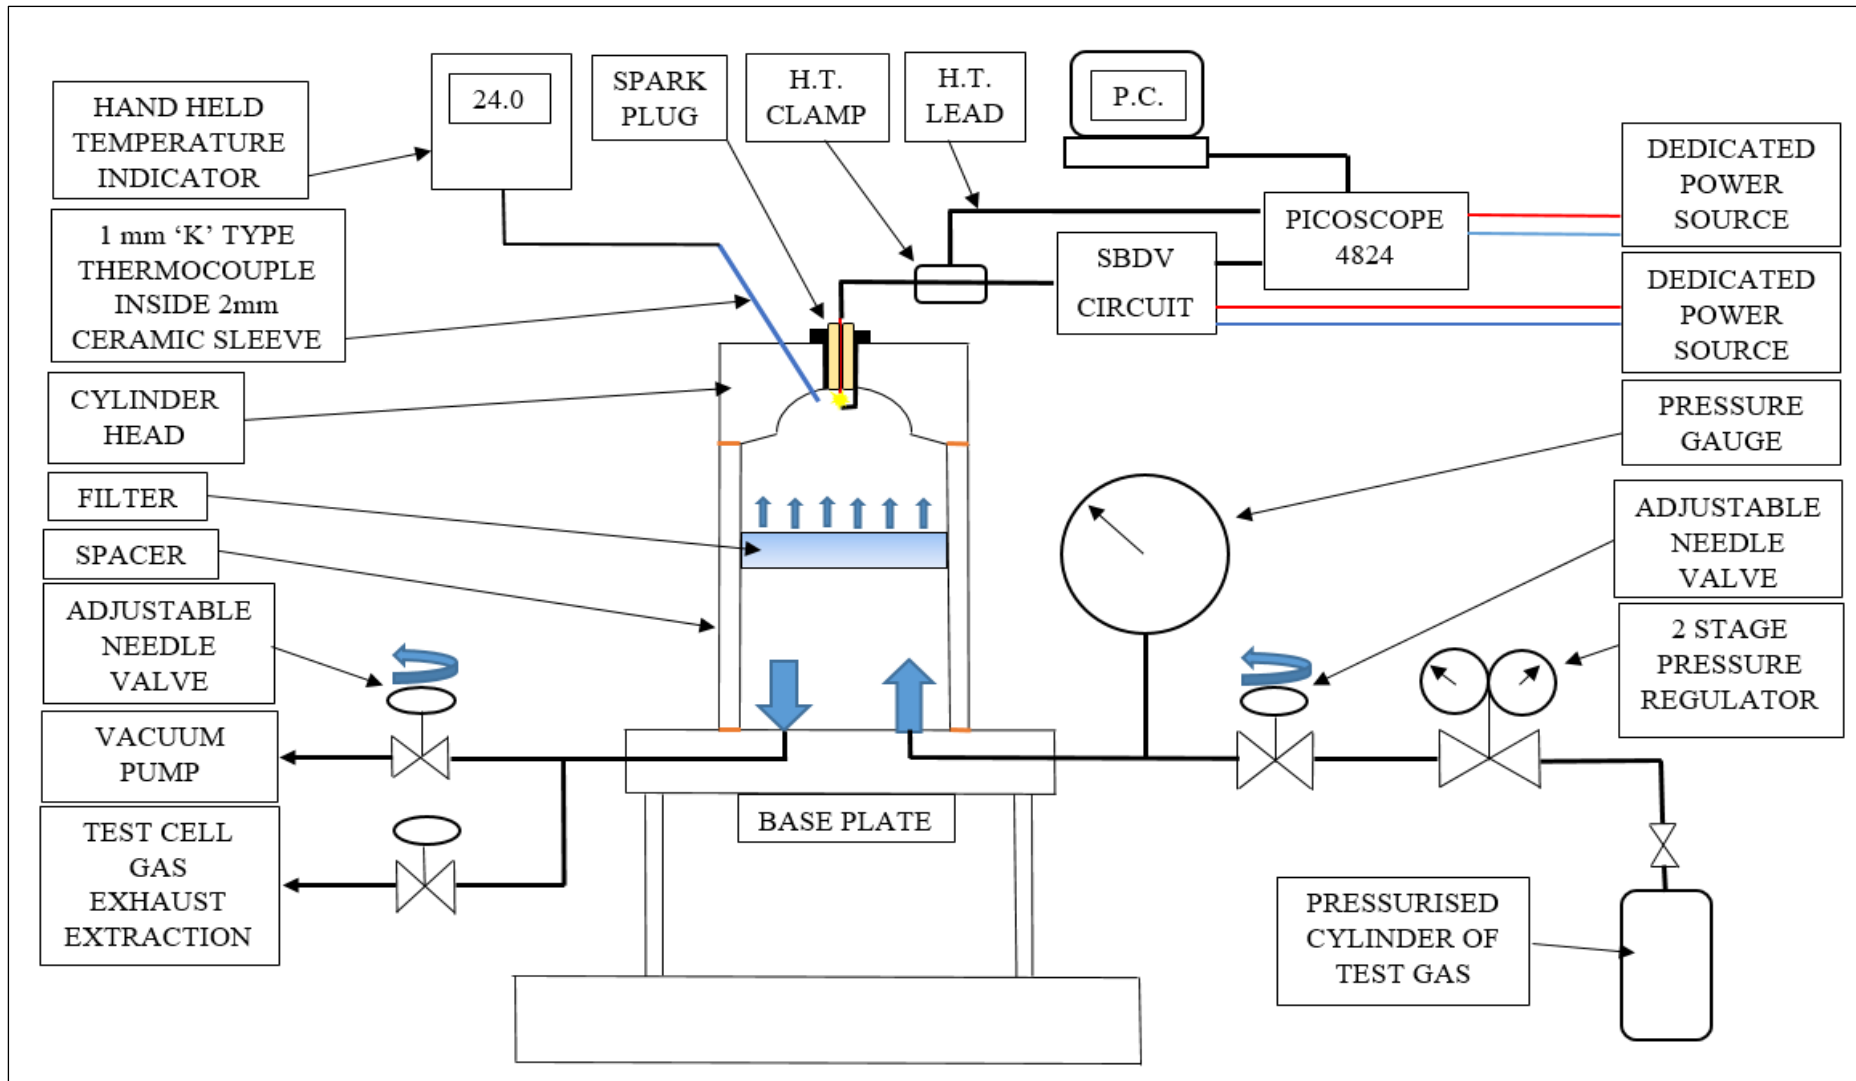 HAND HELD
TEMPERATURE
INDICATOR
24.0
SPARK
PLUG
H.T.
CLAMP
H.T.
LEAD
P.C.
DEDICATED
POWER
SOURCE
1 mm ‘K’ TYPE
THERMOCOUPLE
INSIDE 2mm
CERAMIC SLEEVE
SBDV
CIRCUIT
PICOSCOPE
4824
DEDICATED
POWER
SOURCE
CYLINDER
HEAD
PRESSURE
GAUGE
FILTER
SPACER
ADJUSTABLE
NEEDLE
VALVE
ADJUSTABLE
NEEDLE
VALVE
2 STAGE
PRESSURE
REGULATOR
VACUUM
PUMP
BASE PLATE
TEST CELL
GAS
EXHAUST
EXTRACTION
PRESSURISED
CYLINDER OF
TEST GAS